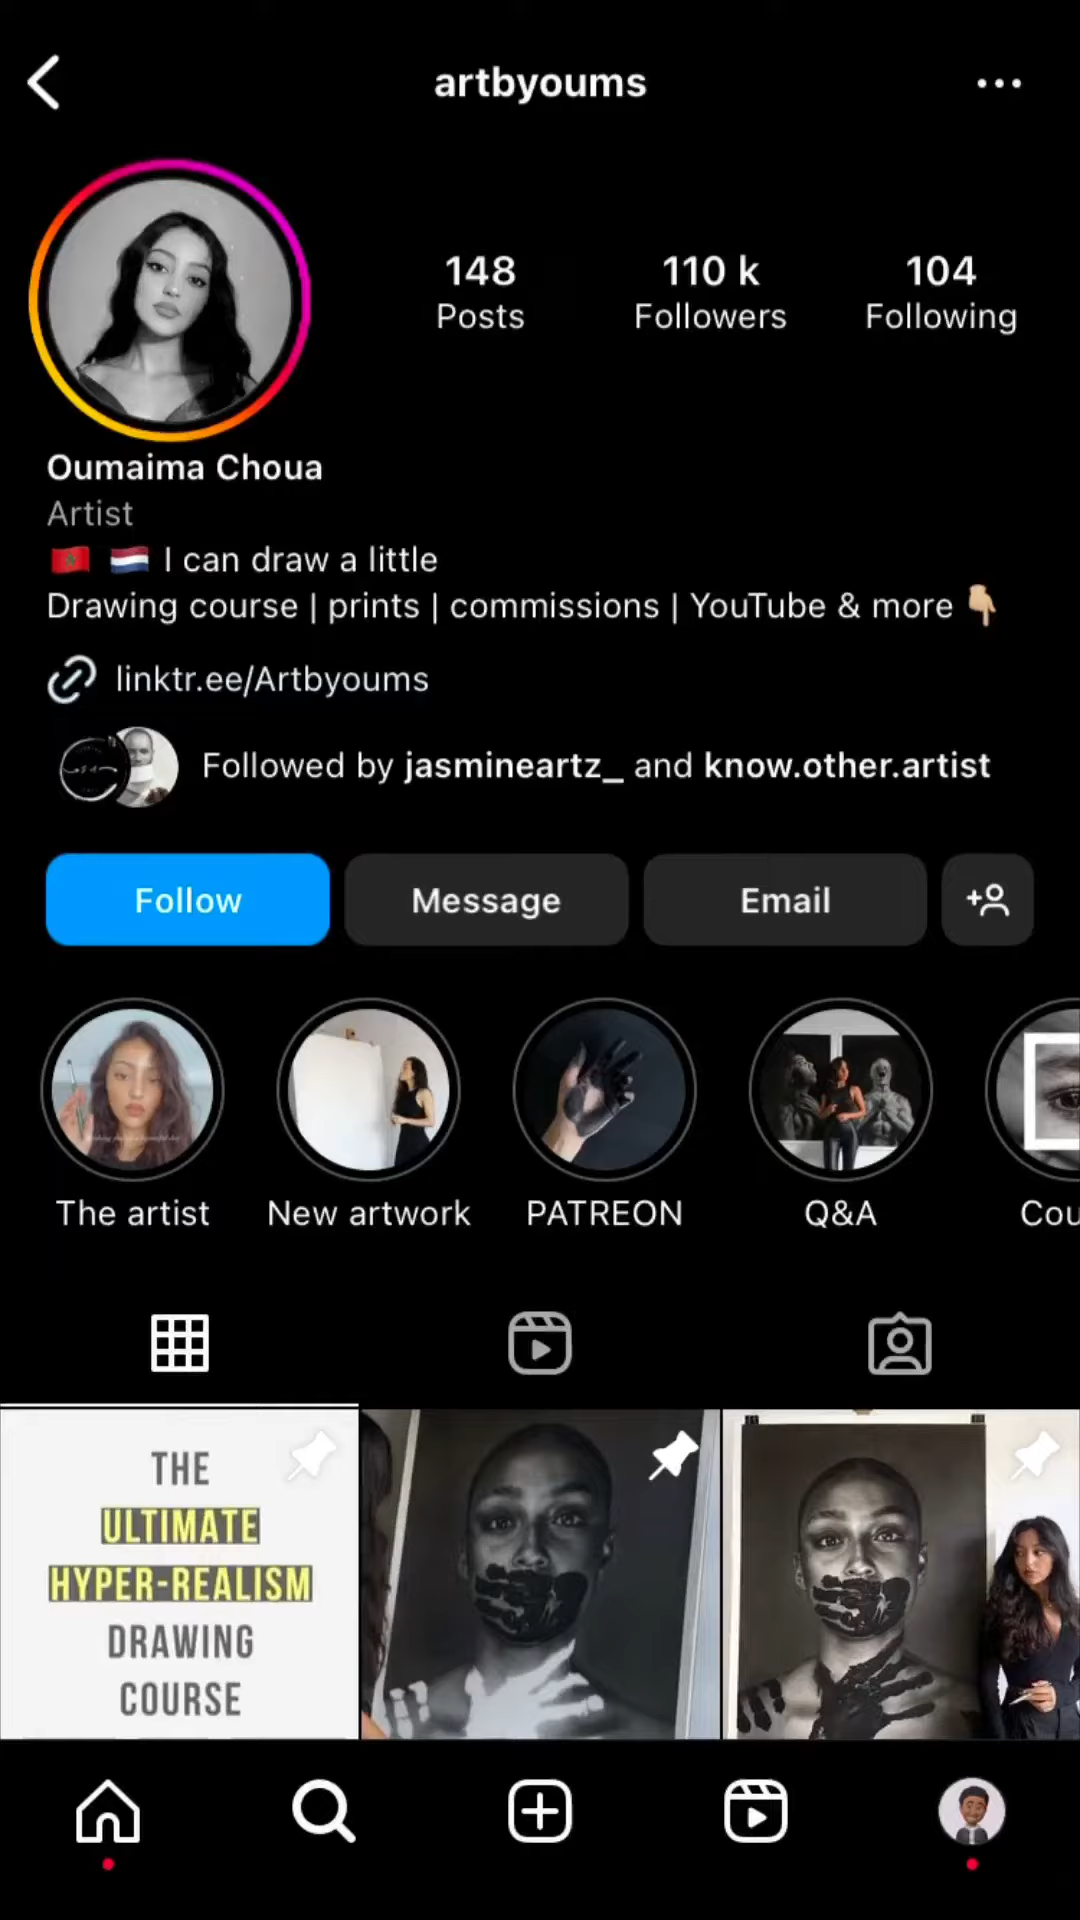 artbyoums
148 110 k 104
Posts Followers Following
Oumaima Choua
Artist
🇲🇦 🇳🇱 I can draw a little
Drawing course | prints | commissions | YouTube & more 👇🏼
linktr.ee/Artbyoums
Followed by jasmineartz_ and know.other.artist
Follow Message Email
The artist New artwork PATREON Q&A Cou
THE
ULTIMATE
HYPER-REALISM
DRAWING
COURSE